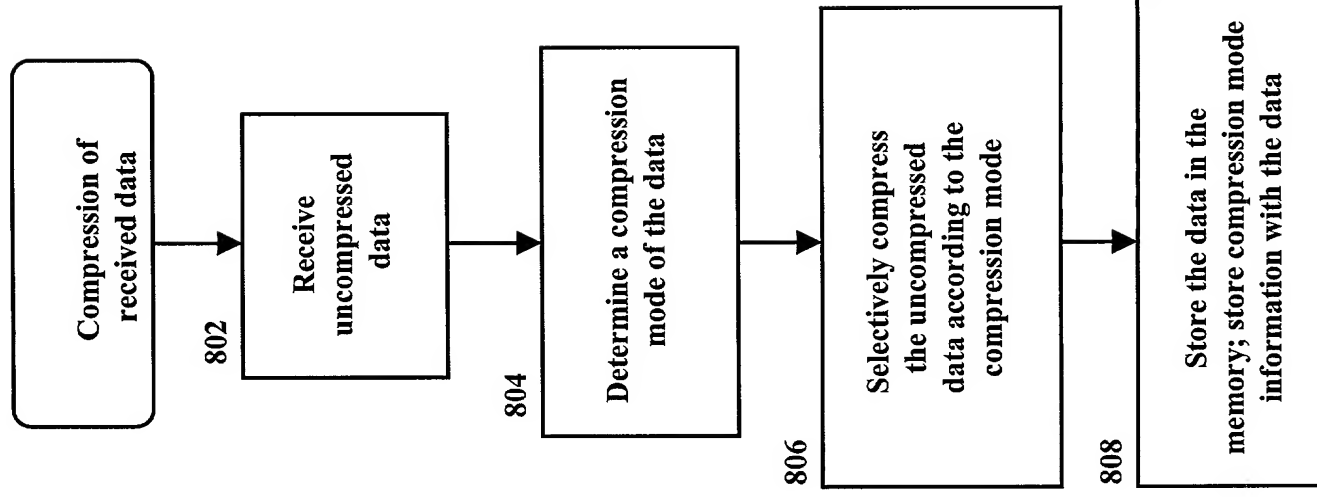 Compression of
received data
802
Receive
uncompressed
data
804
Determine a compression
mode of the data
806
Selectively compress
the uncompressed
data according to the
compression mode
808
Store the data in the
memory; store compression mode
information with the data